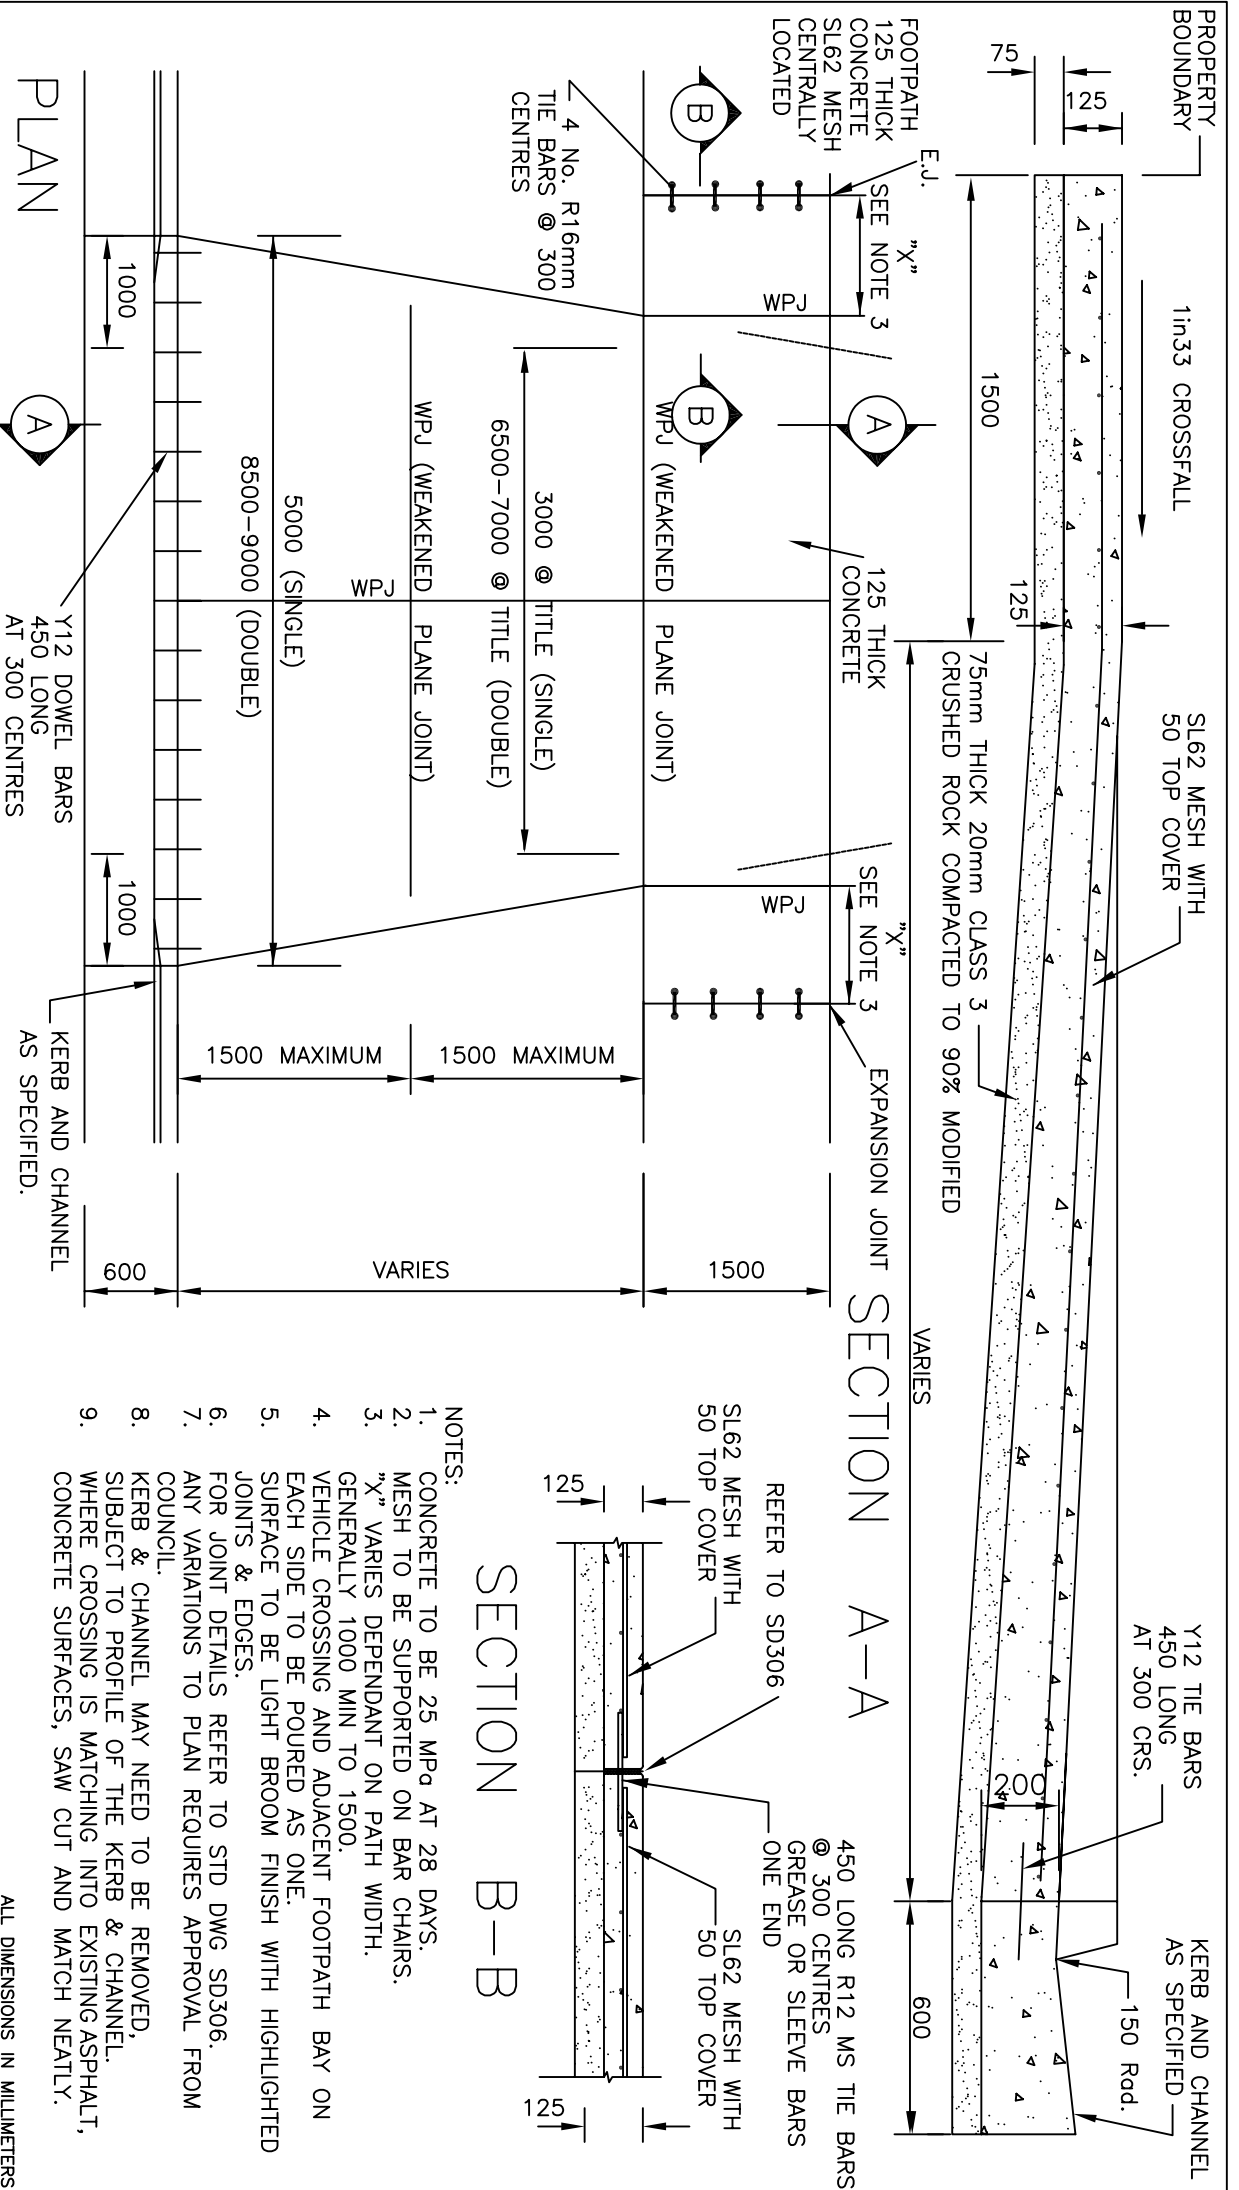 PROPERTY
BOUNDARY
1in33 CROSSFALL
SL62 MESH WITH
50 TOP COVER
Y12 TIE BARS
450 LONG
AT 300 CRS.
KERB AND CHANNEL
AS SPECIFIED
150 Rad.
125
75
1500
125
75mm THICK 20mm CLASS 3
CRUSHED ROCK COMPACTED TO 90% MODIFIED
VARIES
200
600
SECTION A-A
FOOTPATH
125 THICK
CONCRETE
SL62 MESH
CENTRALLY
LOCATED
E.J.
"X"
SEE NOTE 3
A
125 THICK
CONCRETE
"X"
SEE NOTE 3
EXPANSION JOINT
B
B
WPJ
WPJ
WPJ (WEAKENED PLANE JOINT)
4 No. R16mm
TIE BARS @ 300
CENTRES
3000 @ TITLE (SINGLE)
6500-7000 @ TITLE (DOUBLE)
WPJ (WEAKENED PLANE JOINT)
WPJ
5000 (SINGLE)
8500-9000 (DOUBLE)
1500 MAXIMUM
1500 MAXIMUM
1500
VARIES
600
1000
1000
A
Y12 DOWEL BARS
450 LONG
AT 300 CENTRES
KERB AND CHANNEL
AS SPECIFIED.
PLAN
REFER TO SD306
SL62 MESH WITH
50 TOP COVER
450 LONG R12 MS TIE BARS
@ 300 CENTRES
GREASE OR SLEEVE BARS
ONE END
SL62 MESH WITH
50 TOP COVER
125
125
SECTION B-B
NOTES:
1. CONCRETE TO BE 25 MPa AT 28 DAYS.
2. MESH TO BE SUPPORTED ON BAR CHAIRS.
3. "X" VARIES DEPENDANT ON PATH WIDTH.
GENERALLY 1000 MIN TO 1500.
4. VEHICLE CROSSING AND ADJACENT FOOTPATH BAY ON
EACH SIDE TO BE POURED AS ONE.
5. SURFACE TO BE LIGHT BROOM FINISH WITH HIGHLIGHTED
JOINTS & EDGES.
6. FOR JOINT DETAILS REFER TO STD DWG SD306.
7. ANY VARIATIONS TO PLAN REQUIRES APPROVAL FROM
COUNCIL.
8. KERB & CHANNEL MAY NEED TO BE REMOVED,
SUBJECT TO PROFILE OF THE KERB & CHANNEL.
9. WHERE CROSSING IS MATCHING INTO EXISTING ASPHALT,
CONCRETE SURFACES, SAW CUT AND MATCH NEATLY.
ALL DIMENSIONS IN MILLIMETERS